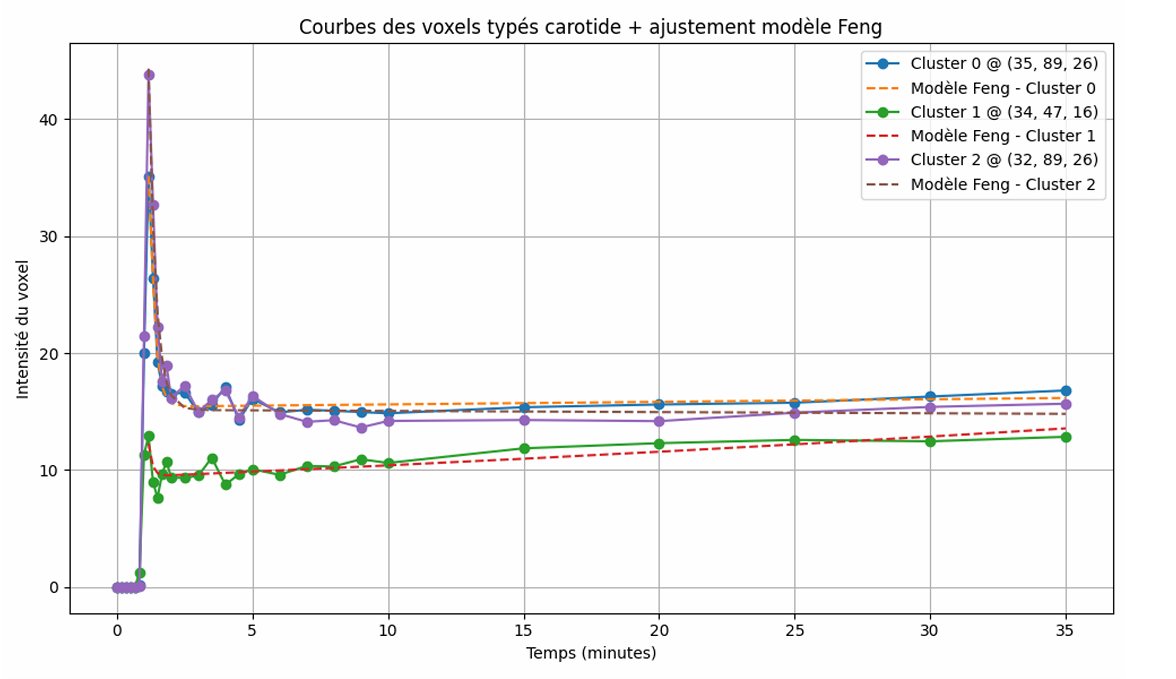 Courbes des voxels typés carotide + ajustement modèle Feng
Cluster 0 @ (35, 89, 26)
Modèle Feng - Cluster 0
Cluster 1 @ (34, 47, 16)
Modèle Feng - Cluster 1
Cluster 2 @ (32, 89, 26)
Modèle Feng - Cluster 2
Intensité du voxel
40
30
20
10
0
0 5 10 15 20 25 30 35
Temps (minutes)